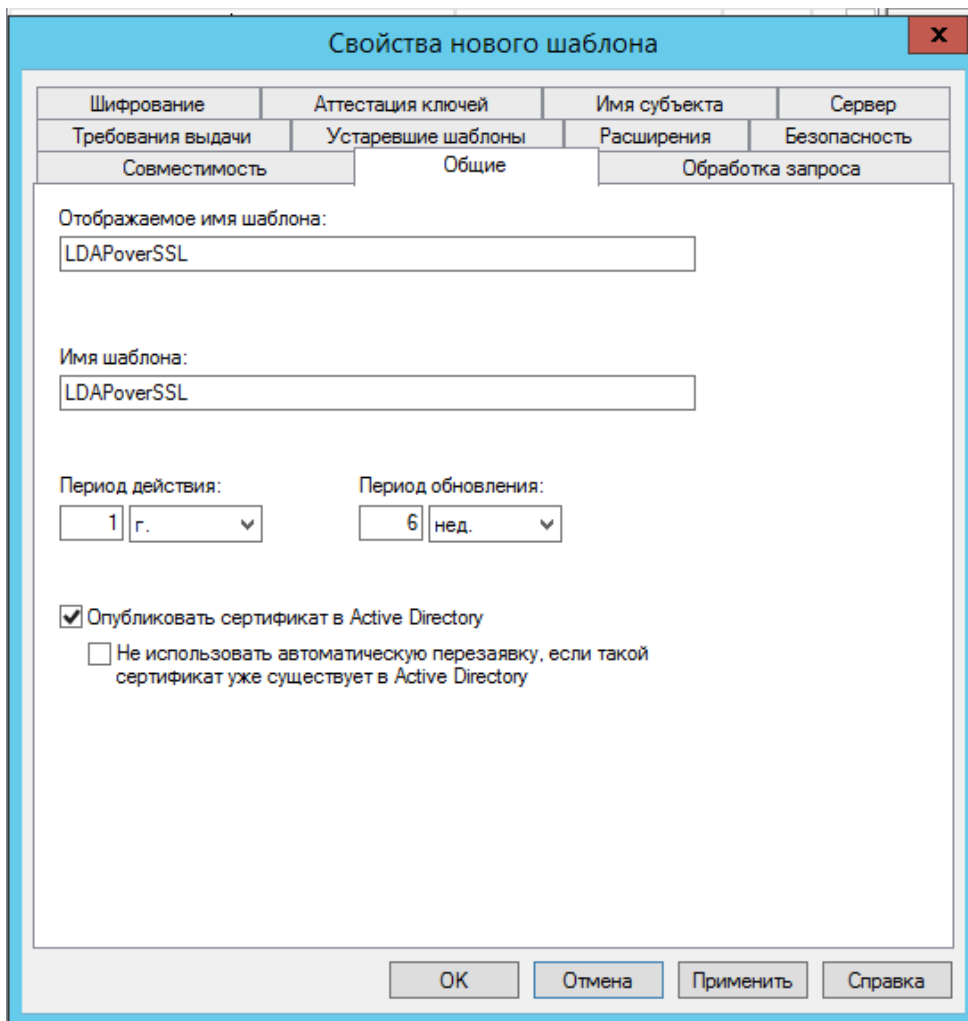 Свойства нового шаблона
x
Шифрование
Аттестация ключей
Имя субъекта
Сервер
Требования выдачи
Устаревшие шаблоны
Расширения
Безопасность
Совместимость
Общие
Обработка запроса
Отображаемое имя шаблона:
LDAPoverSSL
Имя шаблона:
LDAPoverSSL
Период действия:
Период обновления:
1
г.
6
нед.
Опубликовать сертификат в Active Directory
Не использовать автоматическую перезаявку, если такой
сертификат уже существует в Active Directory
OK
Отмена
Применить
Справка